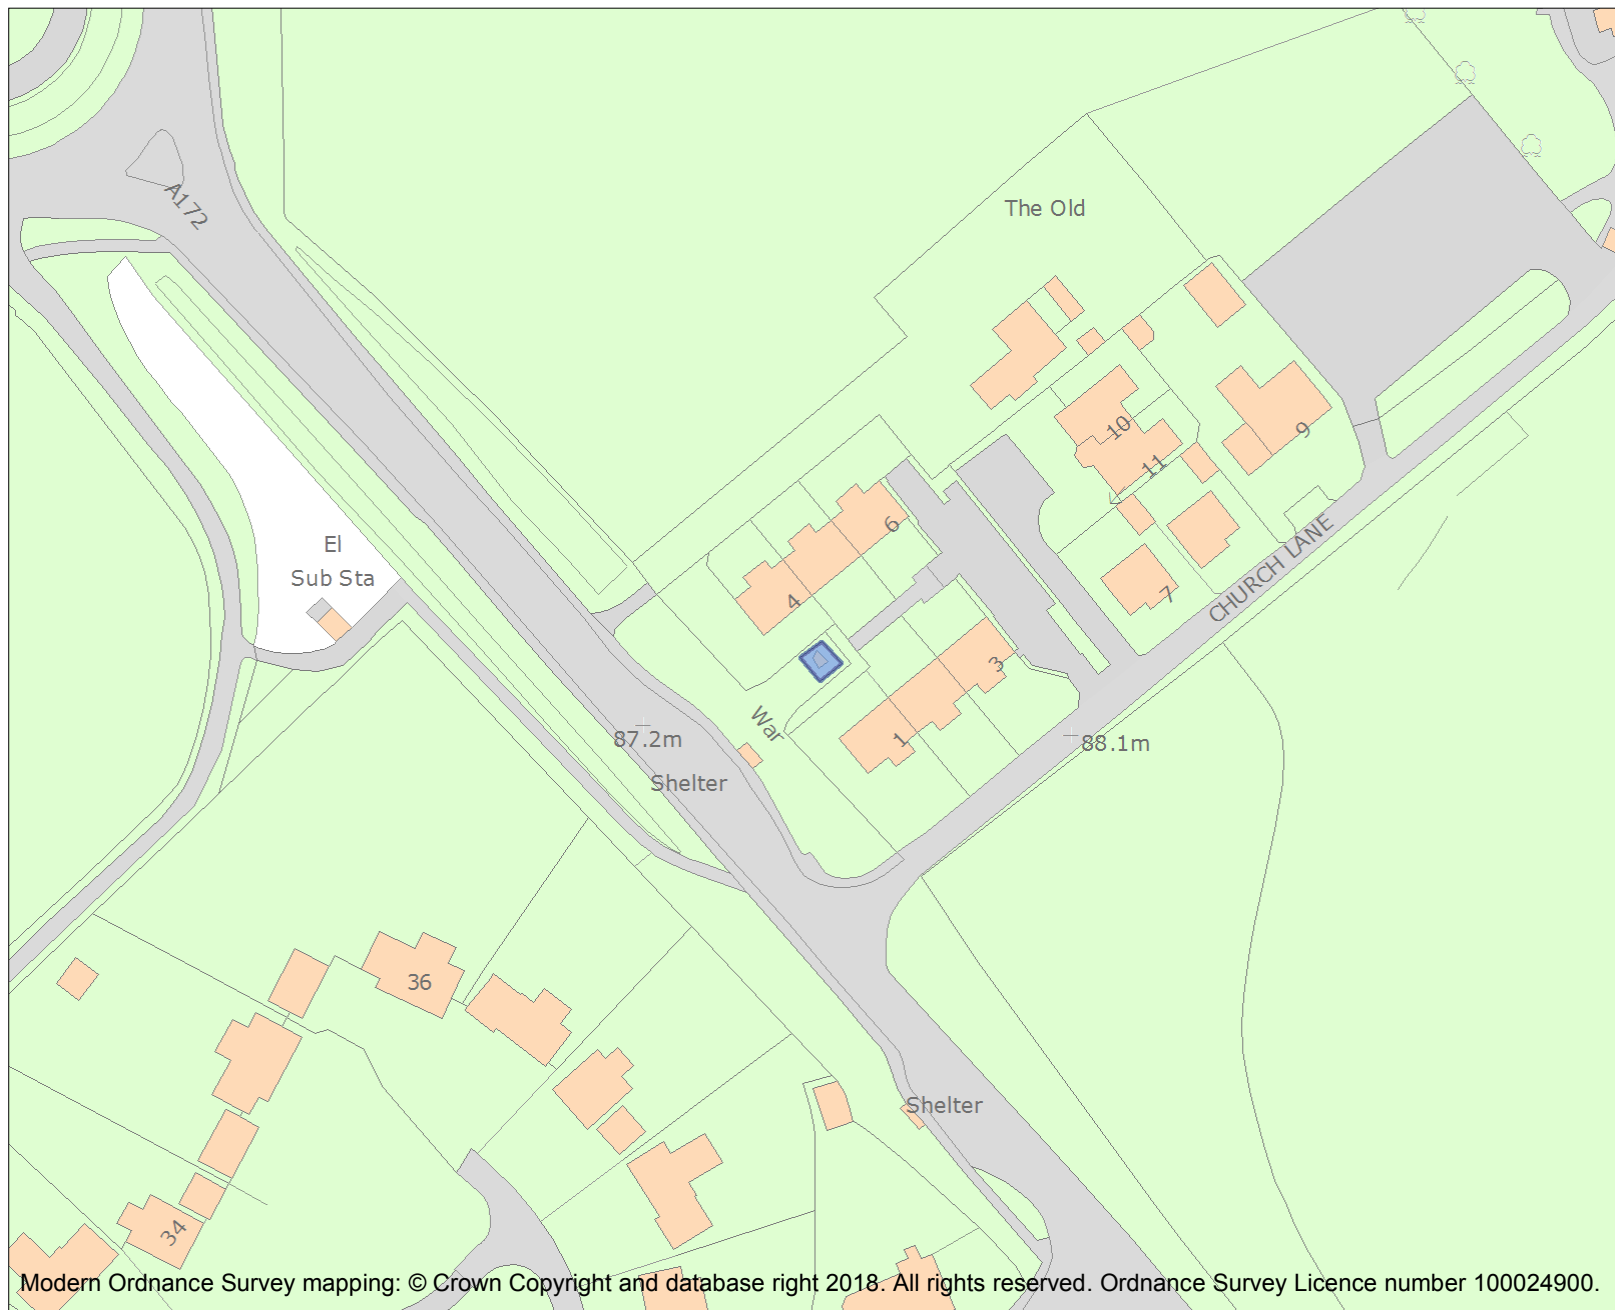 A172
The Old
10
9
11
El
Sub Sta
6
4
7
CHURCH LANE
3
War
1
87.2m
88.1m
Shelter
36
Shelter
34
Modern Ordnance Survey mapping: © Crown Copyright and database right 2018. All rights reserved. Ordnance Survey Licence number 100024900.